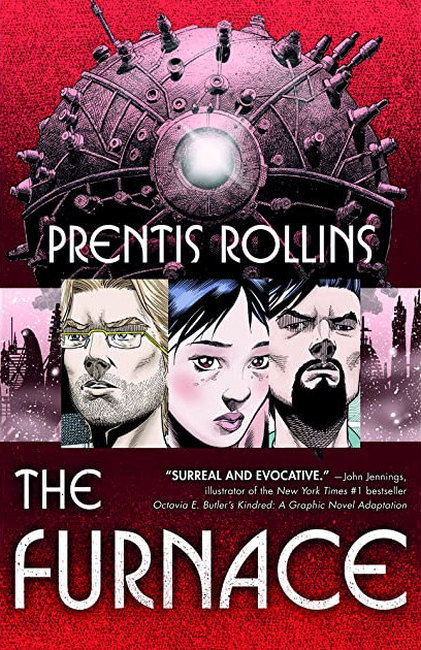 PRENTIS ROLLINS
THE
FURNACE
“SURREAL AND EVOCATIVE.” —John Jennings,
illustrator of the New York Times #1 bestseller
Octavia E. Butler’s Kindred: A Graphic Novel Adaptation